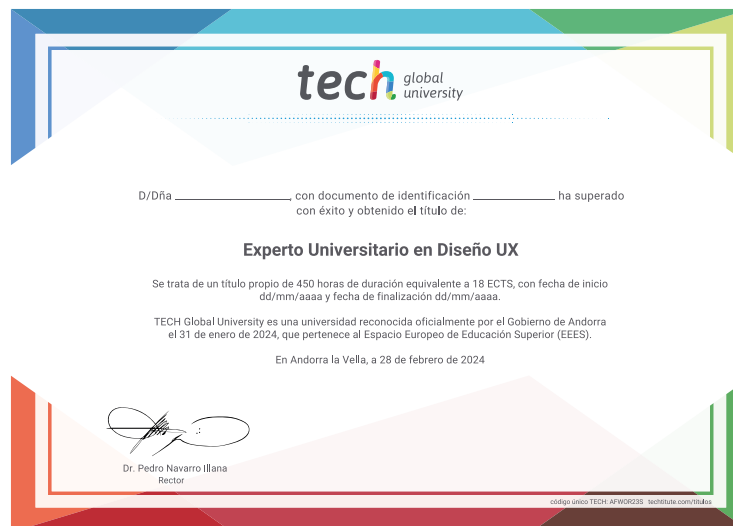 tech global
university
D/Dña ____________________, con documento de identificación ______________ ha superado
con éxito y obtenido el título de:
Experto Universitario en Diseño UX
Se trata de un título propio de 450 horas de duración equivalente a 18 ECTS, con fecha de inicio
dd/mm/aaaa y fecha de finalización dd/mm/aaaa.
TECH Global University es una universidad reconocida oficialmente por el Gobierno de Andorra
el 31 de enero de 2024, que pertenece al Espacio Europeo de Educación Superior (EEES).
En Andorra la Vella, a 28 de febrero de 2024
Dr. Pedro Navarro Illana
Rector
código único TECH: AFWOR23S techtitute.com/titulos